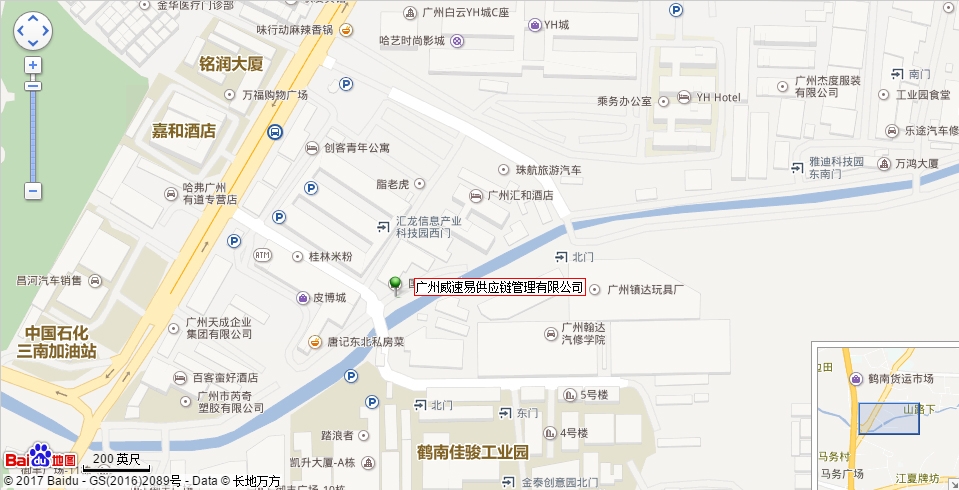 金华医疗门诊部
味行动麻辣香锅
P
铭润大厦
万福购物广场
嘉和酒店
哈弗广州
有道专营店
昌河汽车销售
中国石化
三南加油站
广州天成企业
集团有限公司
百客蛮好酒店
广州市芮奇
塑胶有限公司
广州白云YH城C座
哈艺时尚影城
YH城
P
乘务办公室
YH Hotel
广州杰度服装
有限公司
南门
工业园食堂
乐途汽车修
雅迪科技园
东南门
万鸿大厦
创客青年公寓
P
脂老虎
珠航旅游汽车
广州汇和酒店
P
汇龙信息产业
科技园西门
P
ATM
桂林米粉
北门
广州威速易供应链管理有限公司
广州镇达玩具厂
皮博城
唐记东北私房菜
广州翰达
汽修学院
P
P
5号楼
北门
东门
4号楼
踏浪者
凯升大厦-A栋
鹤南佳骏工业园
金泰创意园北门
鹤南货运市场
山路下
马务村
马务广场
江夏牌坊
Baidu地图
200 英尺
© 2017 Baidu - GS(2016)2089号 - Data © 长地万方